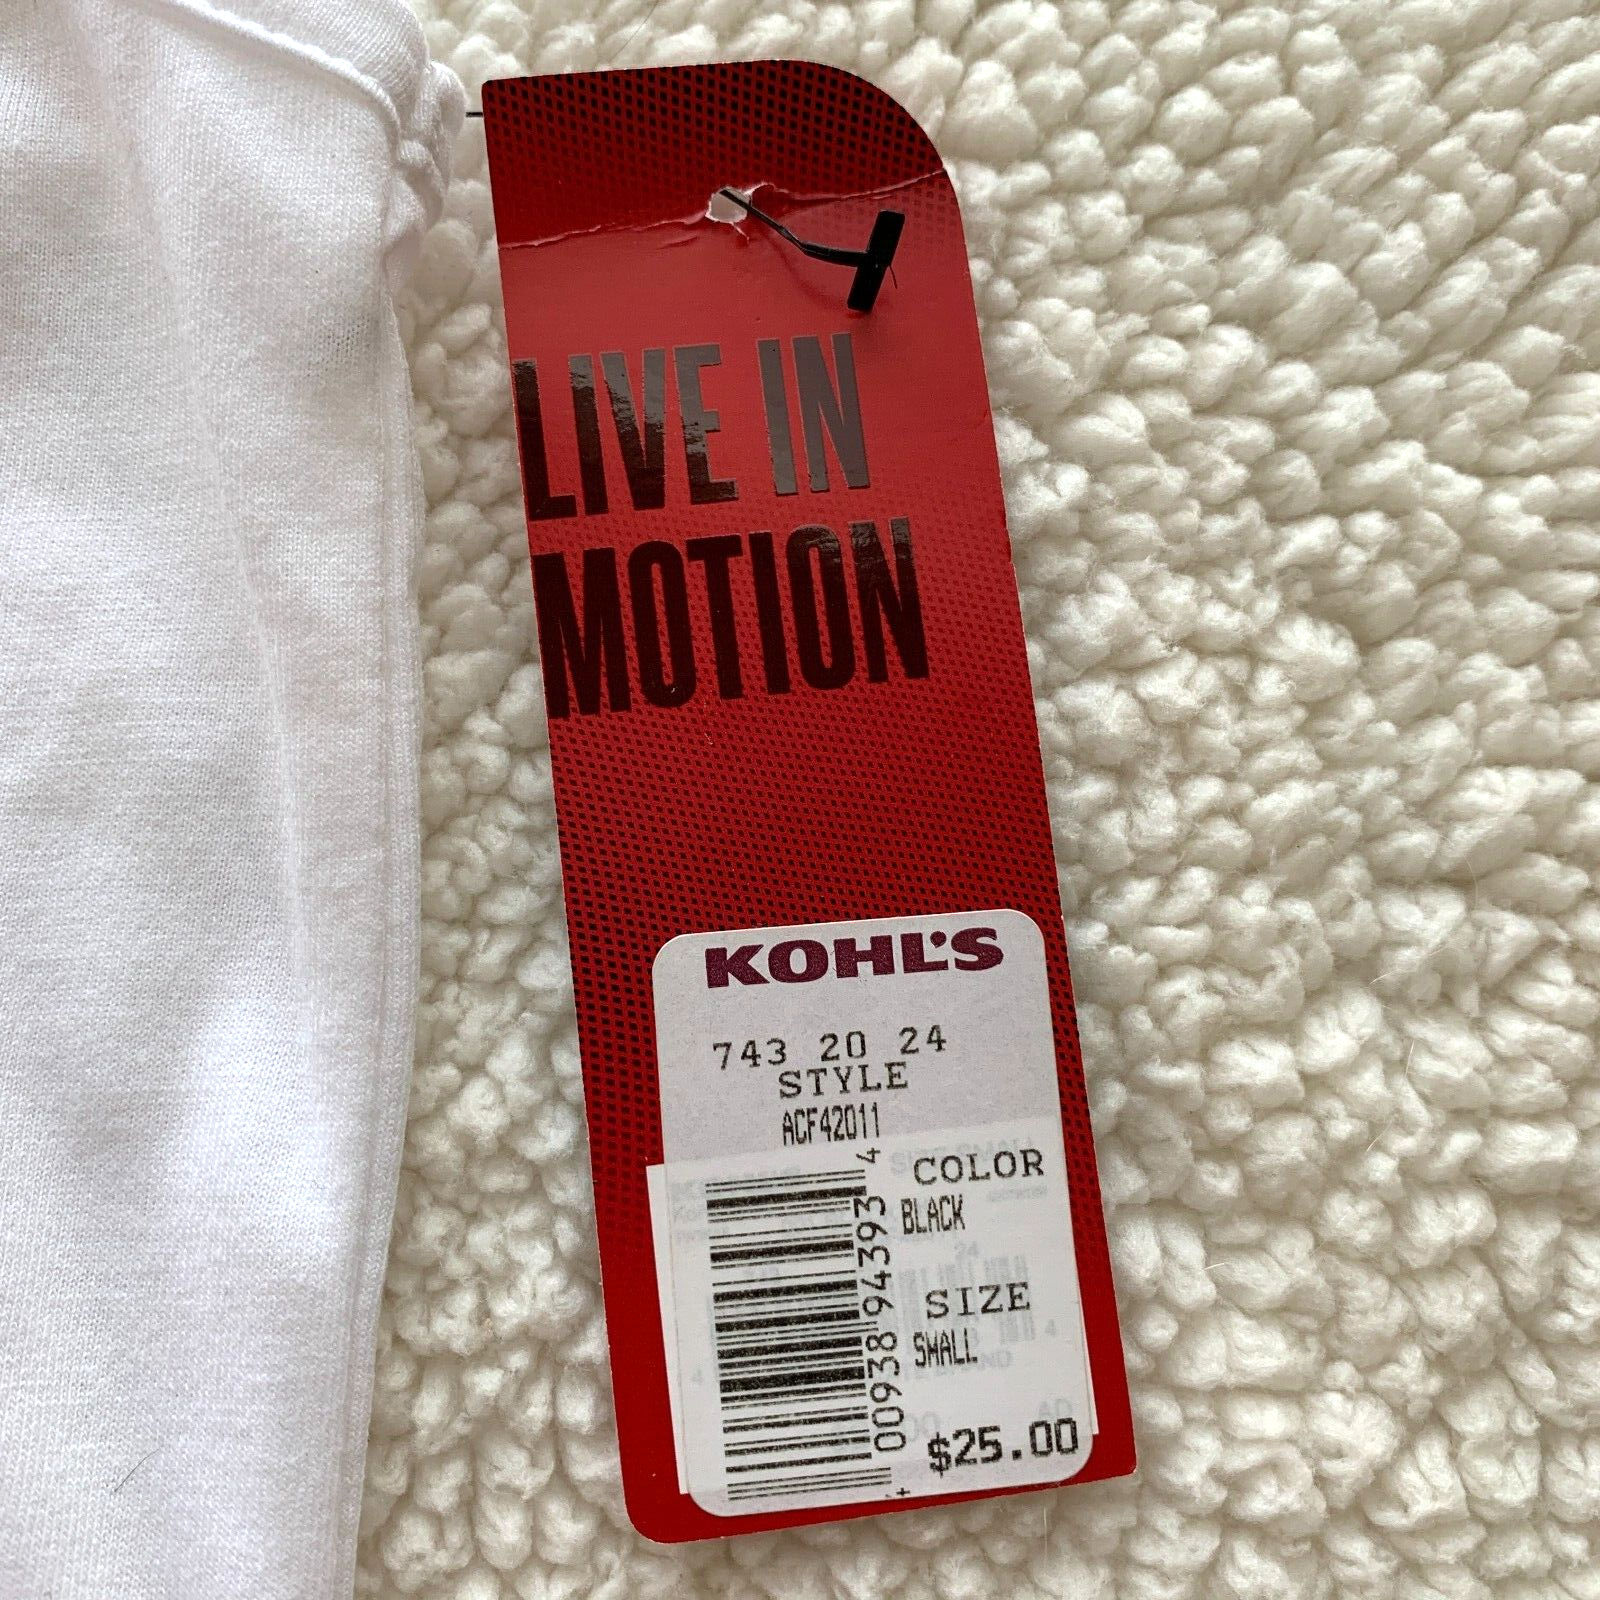 LIVE IN
MOTION
KOHL'S
743 20 24
STYLE
ACF42011
COLOR
BLACK
SIZE
SMALL
00938 94393 4
$25.00